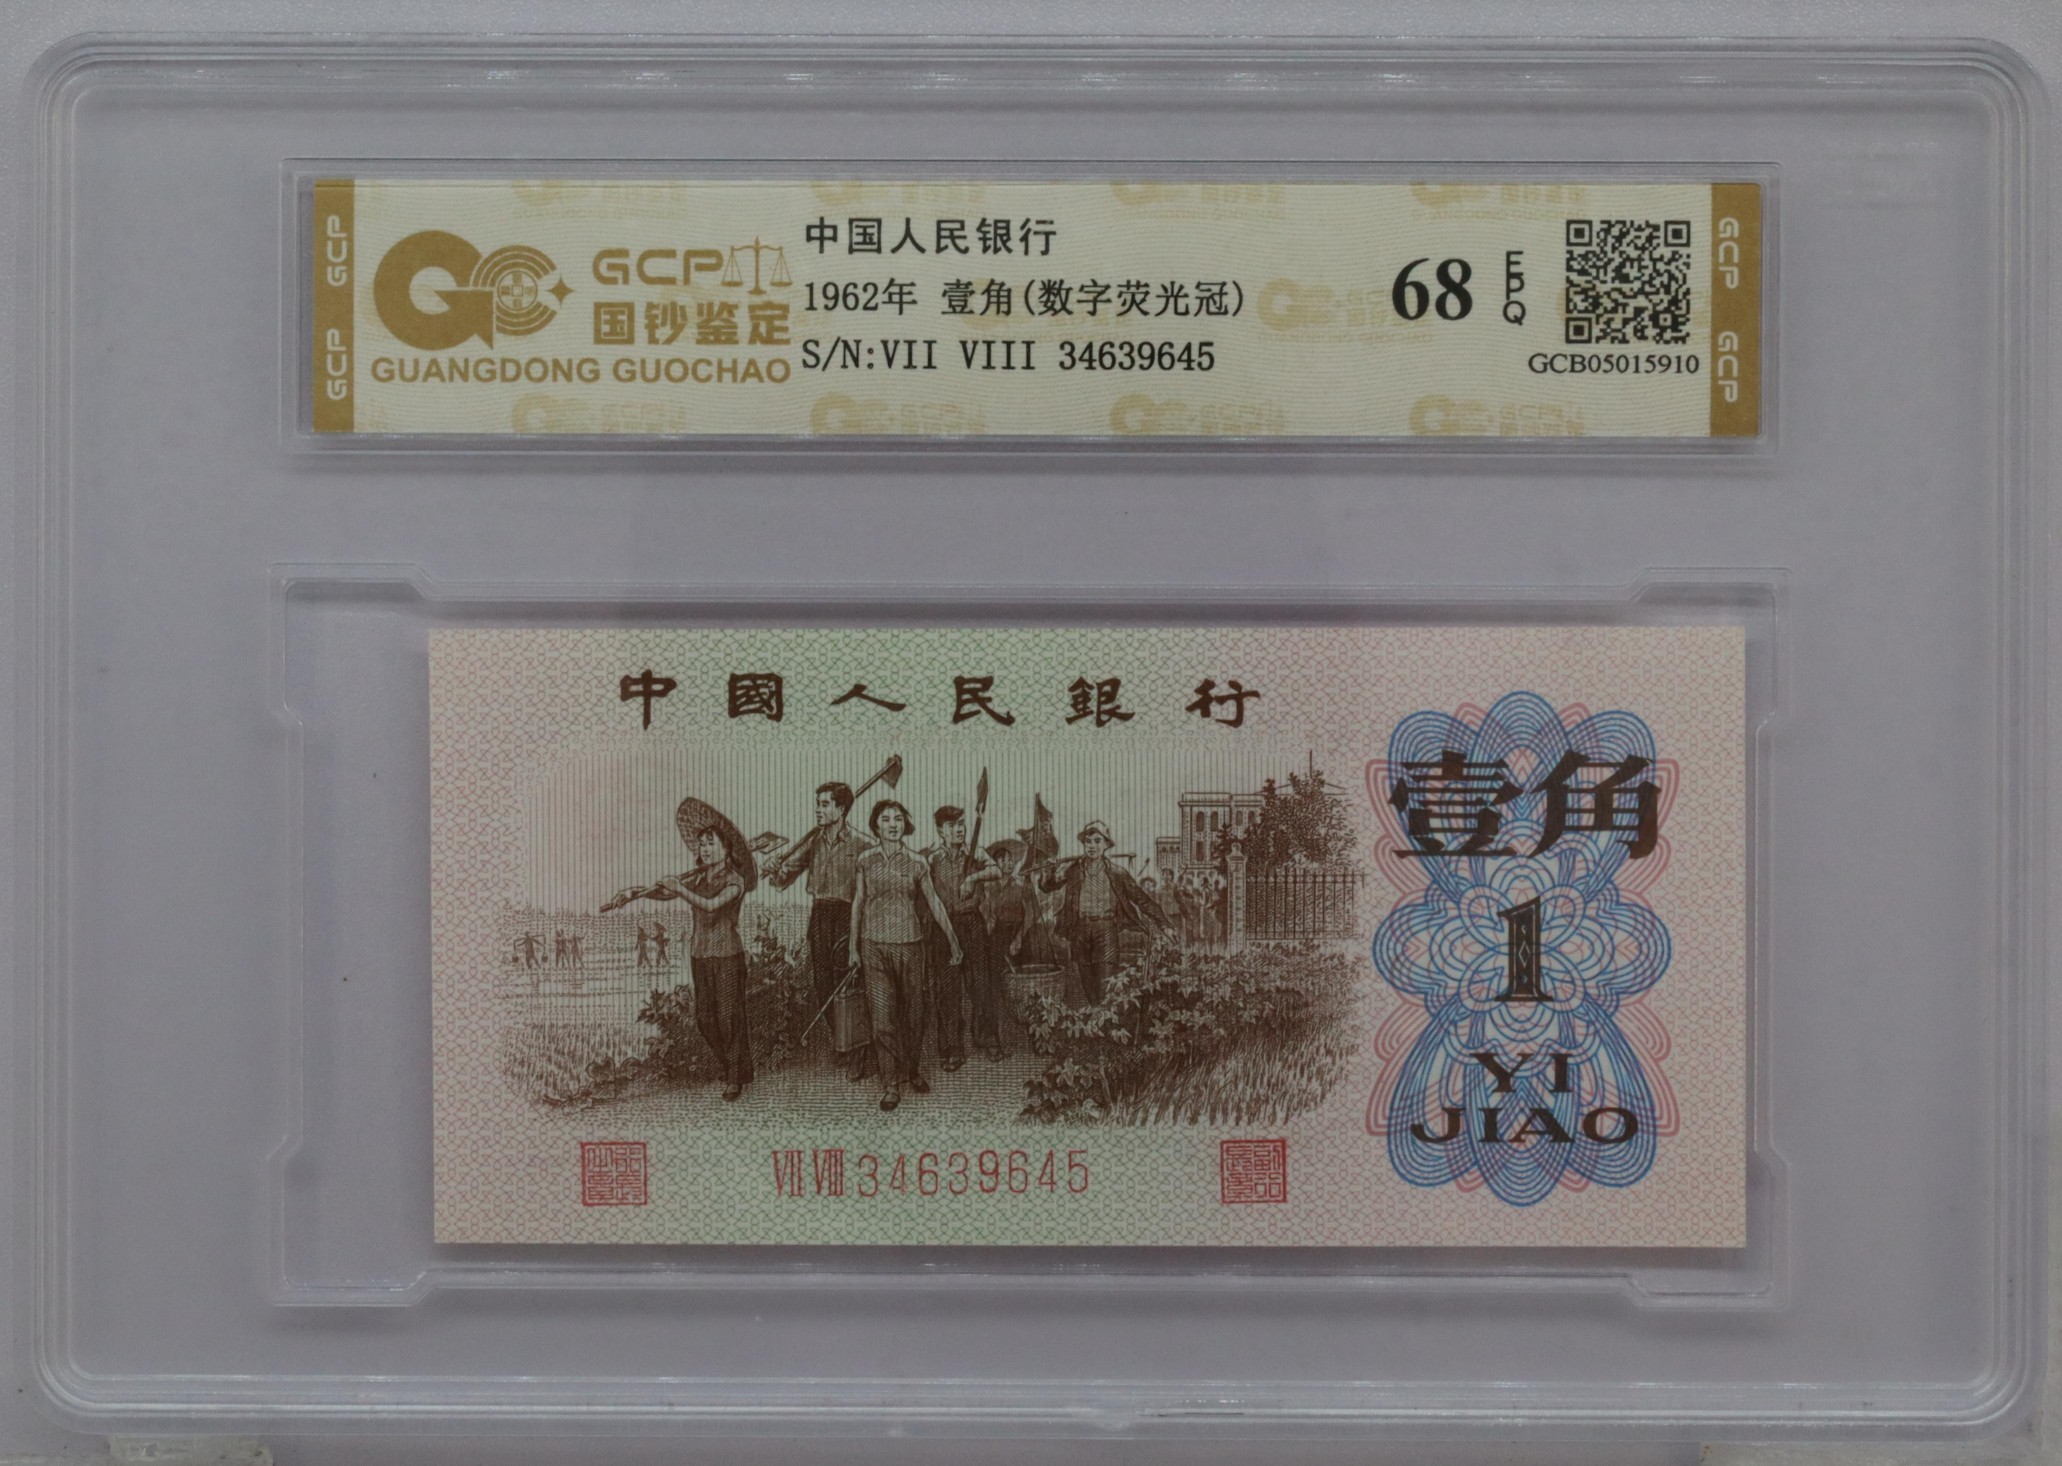 GCP
GCP
GCP
国钞鉴定
GUANGDONG GUOCHAO
中国人民银行
1962年 壹角(数字荧光冠)
S/N:VII VIII 34639645
68
EPQ
GCB05015910
GCP
GCP
中國人民銀行
壹角
1
YI
JIAO
VII VIII 34639645